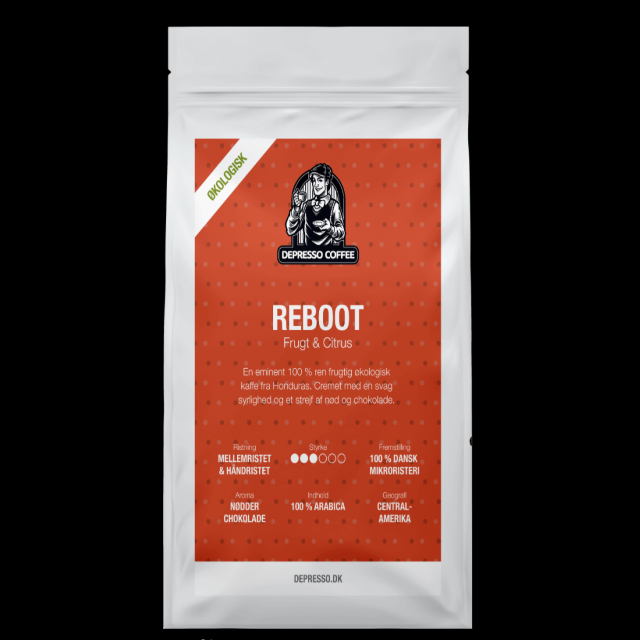 ØKOLOGISK
DEPRESSO COFFEE
REBOOT
Frugt & Citrus
En eminent 100 % ren frugtig økologisk
kaffe fra Honduras. Cremet med en svag
syrlighed og et strejf af nød og chokolade.
Ristning
MELLEMRISTET
& HÅNDRISTET
Styrke
Fremstilling
100 % DANSK
MIKRORISTERI
Aroma
NØDDER
CHOKOLADE
Indhold
100 % ARABICA
Geografi
CENTRAL-
AMERIKA
DEPRESSO.DK